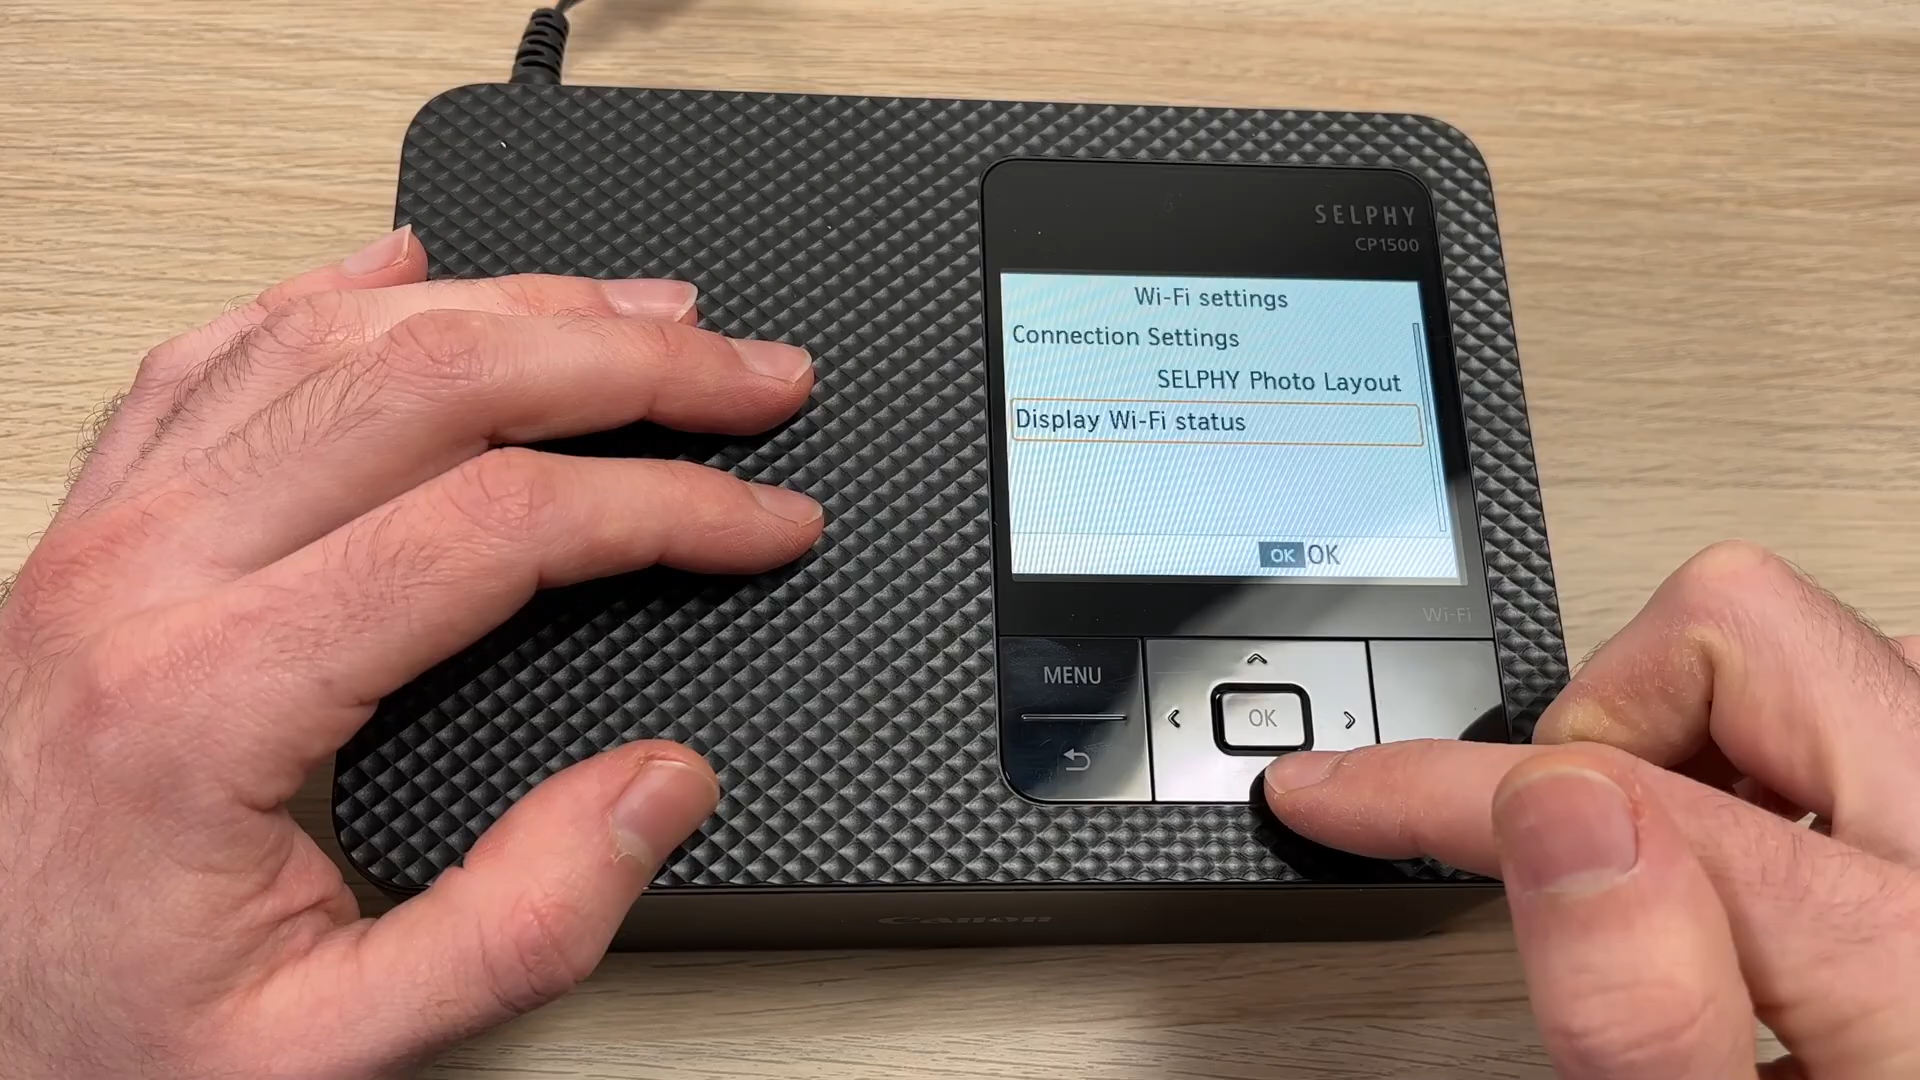 SELPHY
CP1500
Wi-Fi settings
Connection Settings
SELPHY Photo Layout
Display Wi-Fi status
OK OK
Wi-Fi
MENU
OK
Canon